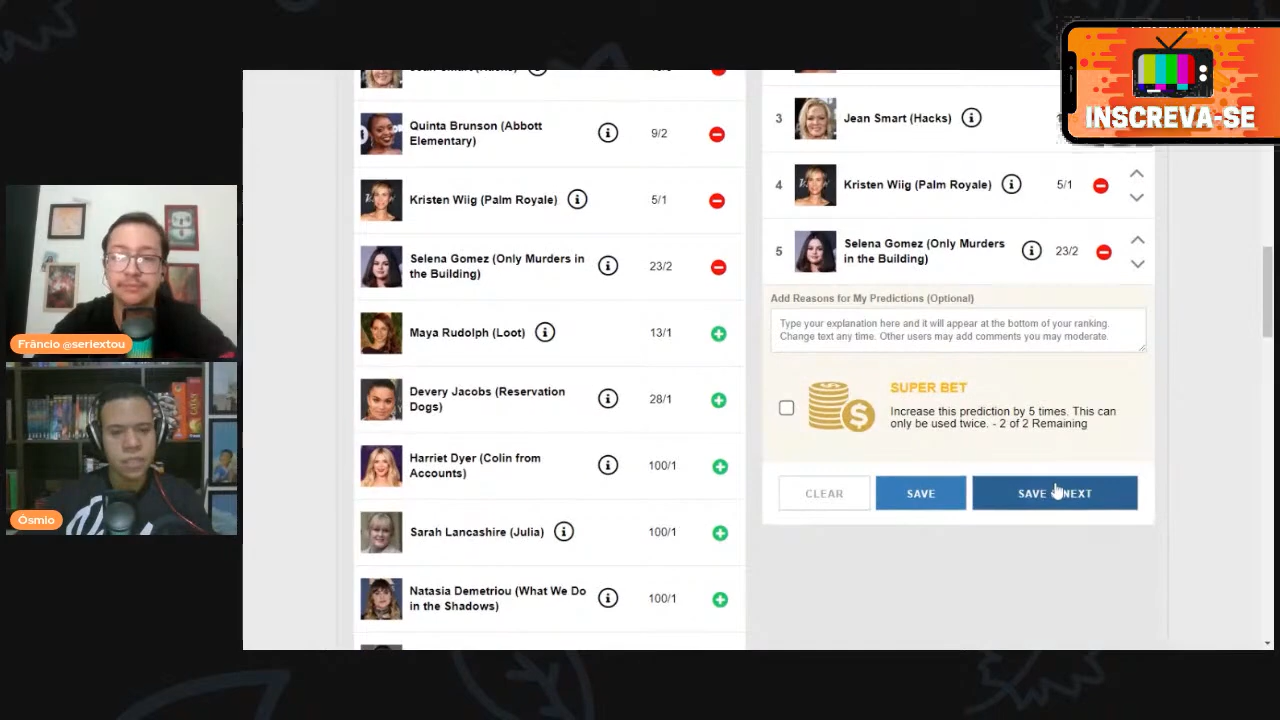 INSCREVA-SE
Quinta Brunson (Abbott
Elementary)
9/2
Kristen Wiig (Palm Royale)
5/1
Selena Gomez (Only Murders in
the Building)
23/2
Maya Rudolph (Loot)
13/1
Devery Jacobs (Reservation
Dogs)
28/1
Harriet Dyer (Colin from
Accounts)
100/1
Sarah Lancashire (Julia)
100/1
Natasia Demetriou (What We Do
in the Shadows)
100/1
3
Jean Smart (Hacks)
4
Kristen Wiig (Palm Royale)
5/1
5
Selena Gomez (Only Murders
in the Building)
23/2
Add Reasons for My Predictions (Optional)
Type your explanation here and it will appear at the bottom of your ranking.
Change text any time. Other users may add comments you may moderate.
SUPER BET
Increase this prediction by 5 times. This can
only be used twice. - 2 of 2 Remaining
CLEAR
SAVE
SAVE NEXT
Frâncio @seriextou
Ósmio